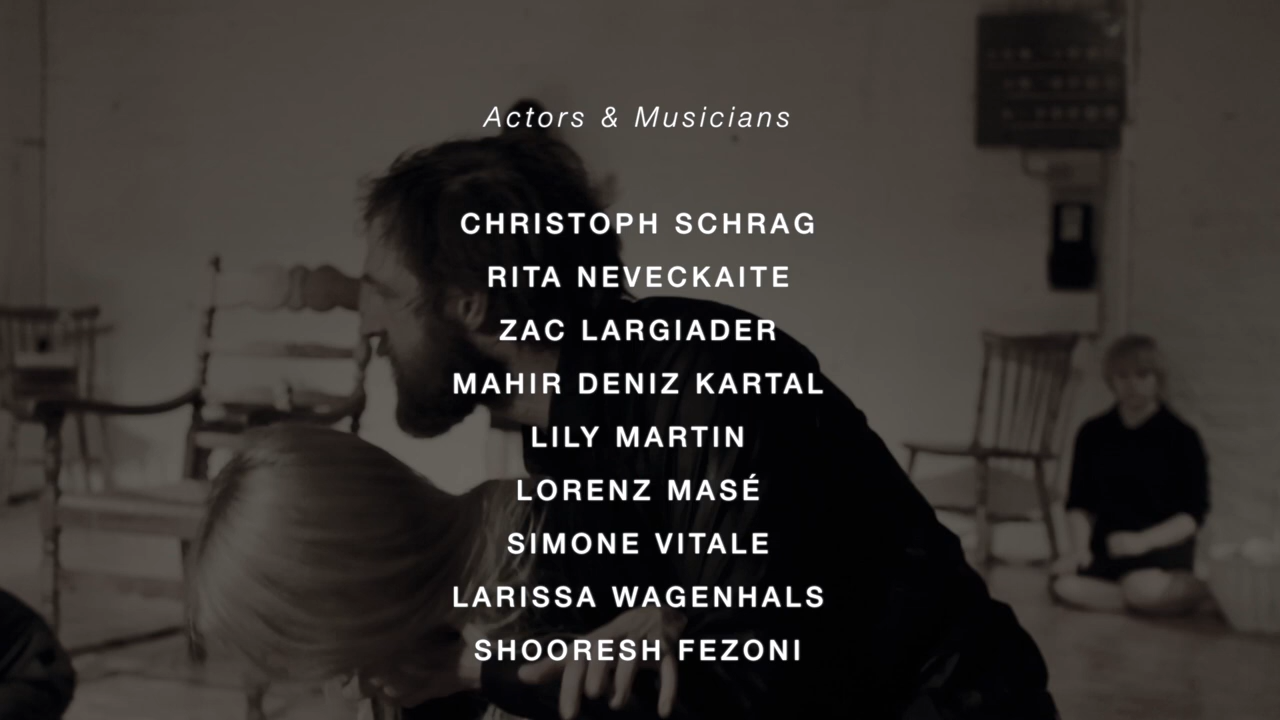 Actors & Musicians
CHRISTOPH SCHRAG
RITA NEVECKAITE
ZAC LARGIADER
MAHIR DENIZ KARTAL
LILY MARTIN
LORENZ MASÉ
SIMONE VITALE
LARISSA WAGENHALS
SHOORESH FEZONI